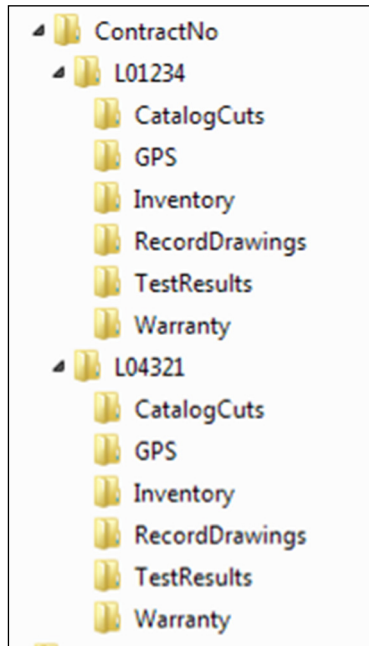 ContractNo
L01234
CatalogCuts
GPS
Inventory
RecordDrawings
TestResults
Warranty
L04321
CatalogCuts
GPS
Inventory
RecordDrawings
TestResults
Warranty